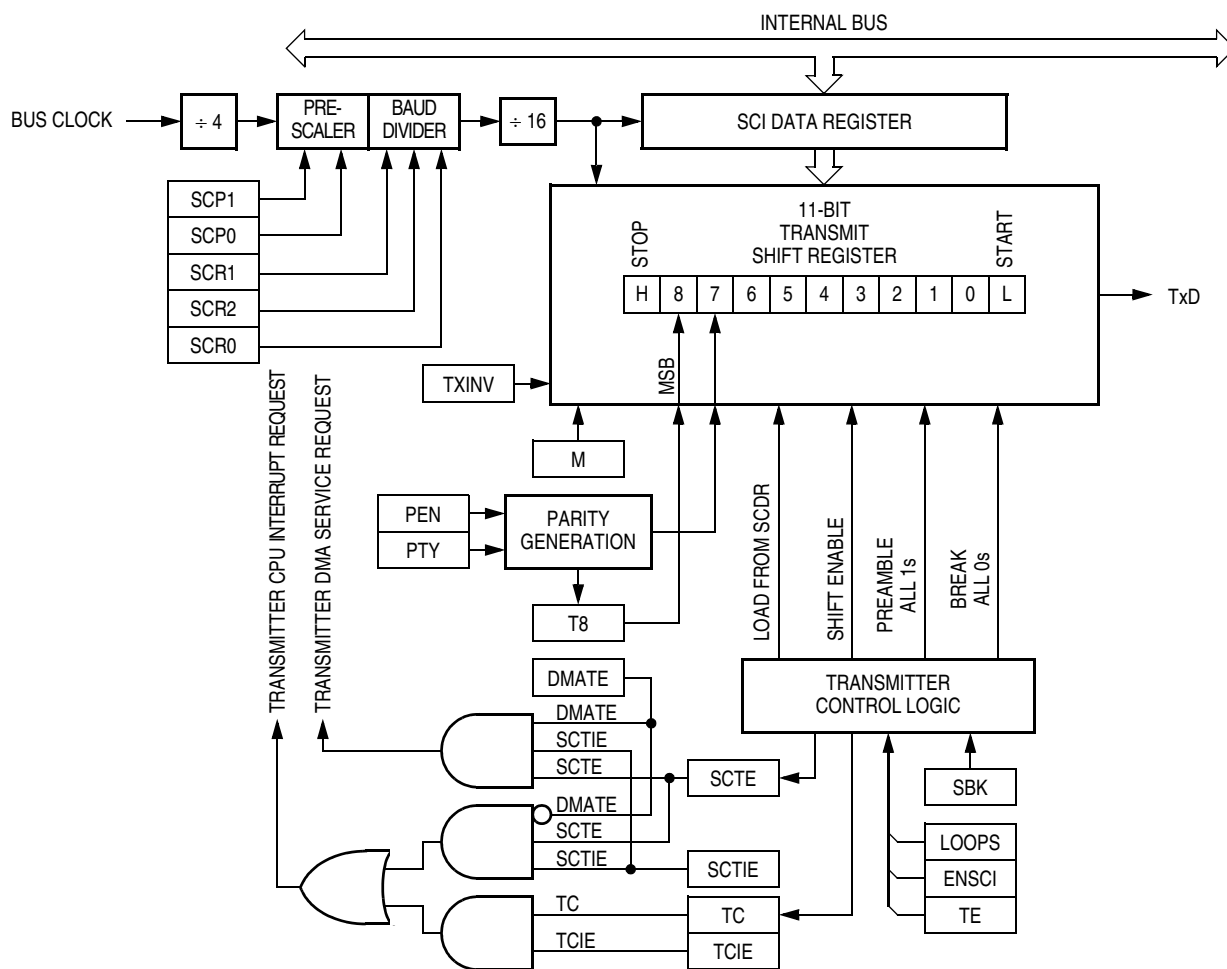 INTERNAL BUS
BUS CLOCK
÷ 4
PRE-
SCALER
BAUD
DIVIDER
÷ 16
SCI DATA REGISTER
SCP1
SCP0
SCR1
SCR2
SCR0
11-BIT
TRANSMIT
SHIFT REGISTER
STOP
START
H 8 7 6 5 4 3 2 1 0 L
TxD
MSB
TXINV
M
PEN
PTY
PARITY
GENERATION
T8
TRANSMITTER CPU INTERRUPT REQUEST
TRANSMITTER DMA SERVICE REQUEST
LOAD FROM SCDR
SHIFT ENABLE
PREAMBLE
ALL 1s
BREAK
ALL 0s
TRANSMITTER
CONTROL LOGIC
DMATE
DMATE
SCTIE
SCTE
SCTE
DMATE
SCTE
SCTIE
SCTIE
TC
TC
TCIE
TCIE
SBK
LOOPS
ENSCI
TE